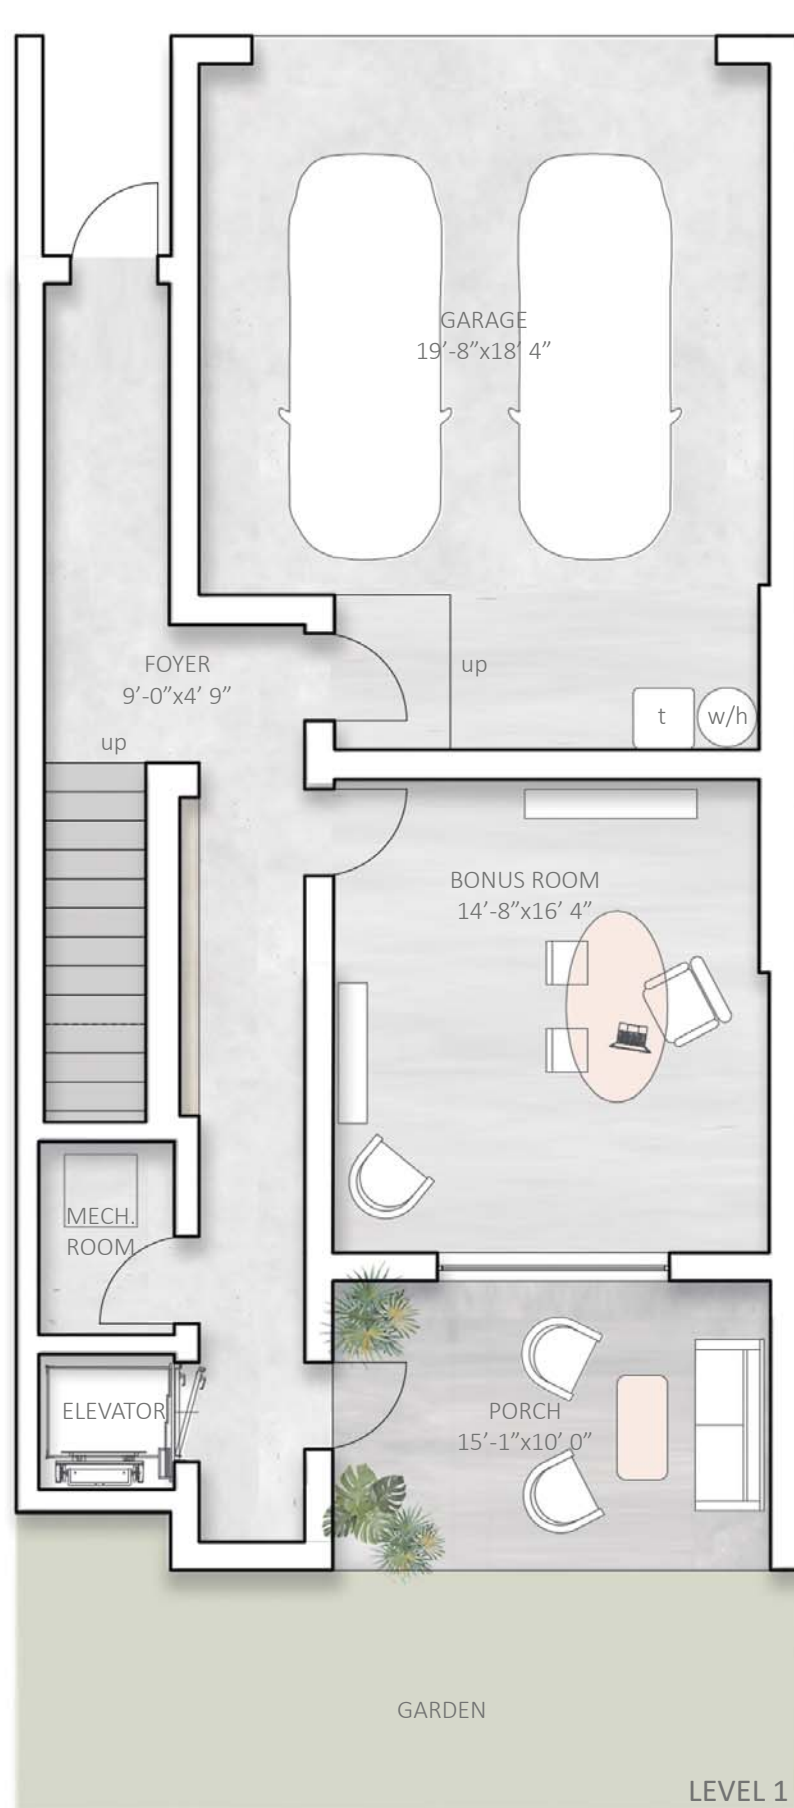 GARAGE
19’-8”x18’ 4”
FOYER
9’-0”x4’ 9”
up
up
t
w/h
BONUS ROOM
14’-8”x16’ 4”
MECH.
ROOM
ELEVATOR
PORCH
15’-1”x10’ 0”
GARDEN
LEVEL 1